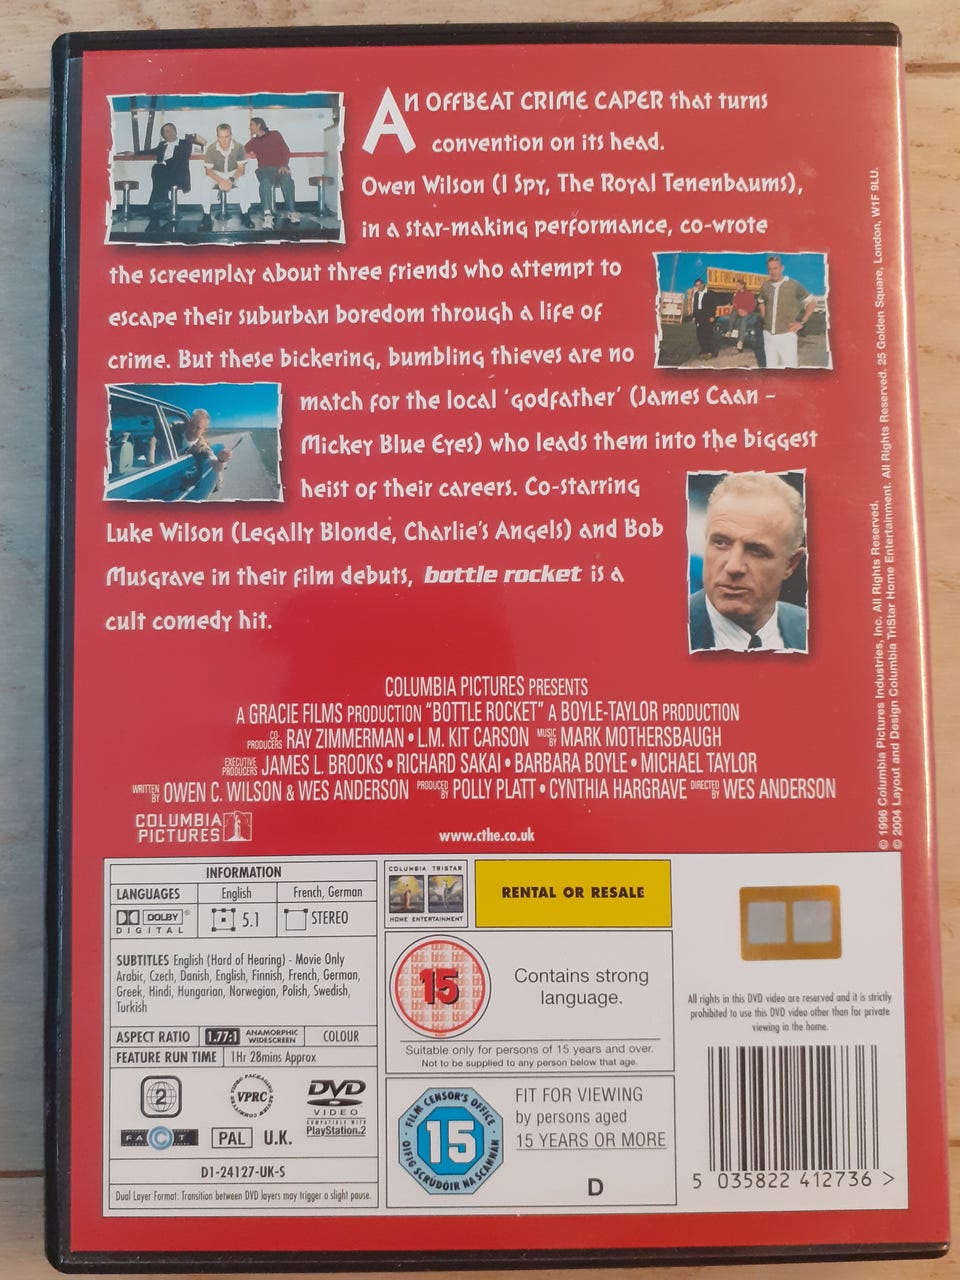 An OFFBEAT CRIME CAPER that turns
convention on its head.
Owen Wilson (I Spy, The Royal Tenenbaums),
in a star-making performance, co-wrote
the screenplay about three friends who attempt to
escape their suburban boredom through a life of
crime. But these bickering, bumbling thieves are no
match for the local 'godfather' (James Caan –
Mickey Blue Eyes) who leads them into the biggest
heist of their careers. Co-starring
Luke Wilson (Legally Blonde, Charlie's Angels) and Bob
Musgrave in their film debuts, bottle rocket is a
cult comedy hit.
COLUMBIA PICTURES PRESENTS
A GRACIE FILMS PRODUCTION "BOTTLE ROCKET" A BOYLE-TAYLOR PRODUCTION
CO-PRODUCERS RAY ZIMMERMAN • L.M. KIT CARSON MUSIC BY MARK MOTHERSBAUGH
EXECUTIVE PRODUCERS JAMES L. BROOKS • RICHARD SAKAI • BARBARA BOYLE • MICHAEL TAYLOR
WRITTEN BY OWEN C. WILSON & WES ANDERSON PRODUCED BY POLLY PLATT • CYNTHIA HARGRAVE DIRECTED BY WES ANDERSON
COLUMBIA
PICTURES
www.cthe.co.uk
© 1996 Columbia Pictures Industries, Inc. All Rights Reserved.
© 2004 Layout and Design Columbia TriStar Home Entertainment. All Rights Reserved. 25 Golden Square, London, W1F 9LU.
INFORMATION
LANGUAGES English French, German
DOLBY DIGITAL 5.1 STEREO
SUBTITLES English (Hard of Hearing) - Movie Only
Arabic, Czech, Danish, English, Finnish, French, German,
Greek, Hindi, Hungarian, Norwegian, Polish, Swedish,
Turkish
ASPECT RATIO 1.77:1 ANAMORPHIC WIDESCREEN COLOUR
FEATURE RUN TIME 1Hr 28mins Approx
2
VIDEO PACKAGING REVIEW COMMITTEE
VPRC
DVD
VIDEO
COMPATIBLE WITH
PlayStation.2
FACT
PAL U.K.
D1-24127-UK-S
Dual Layer Format: Transition between DVD layers may trigger a slight pause.
COLUMBIA TRISTAR
HOME ENTERTAINMENT
RENTAL OR RESALE
15
Contains strong
language.
Suitable only for persons of 15 years and over.
Not to be supplied to any person below that age.
FILM CENSOR'S OFFICE
15
OIFIG SCRÚDÓIR NA SCANNÁN
FIT FOR VIEWING
by persons aged
15 YEARS OR MORE
D
All rights in this DVD video are reserved and it is strictly
prohibited to use this DVD video other than for private
viewing in the home.
5 035822 412736 >